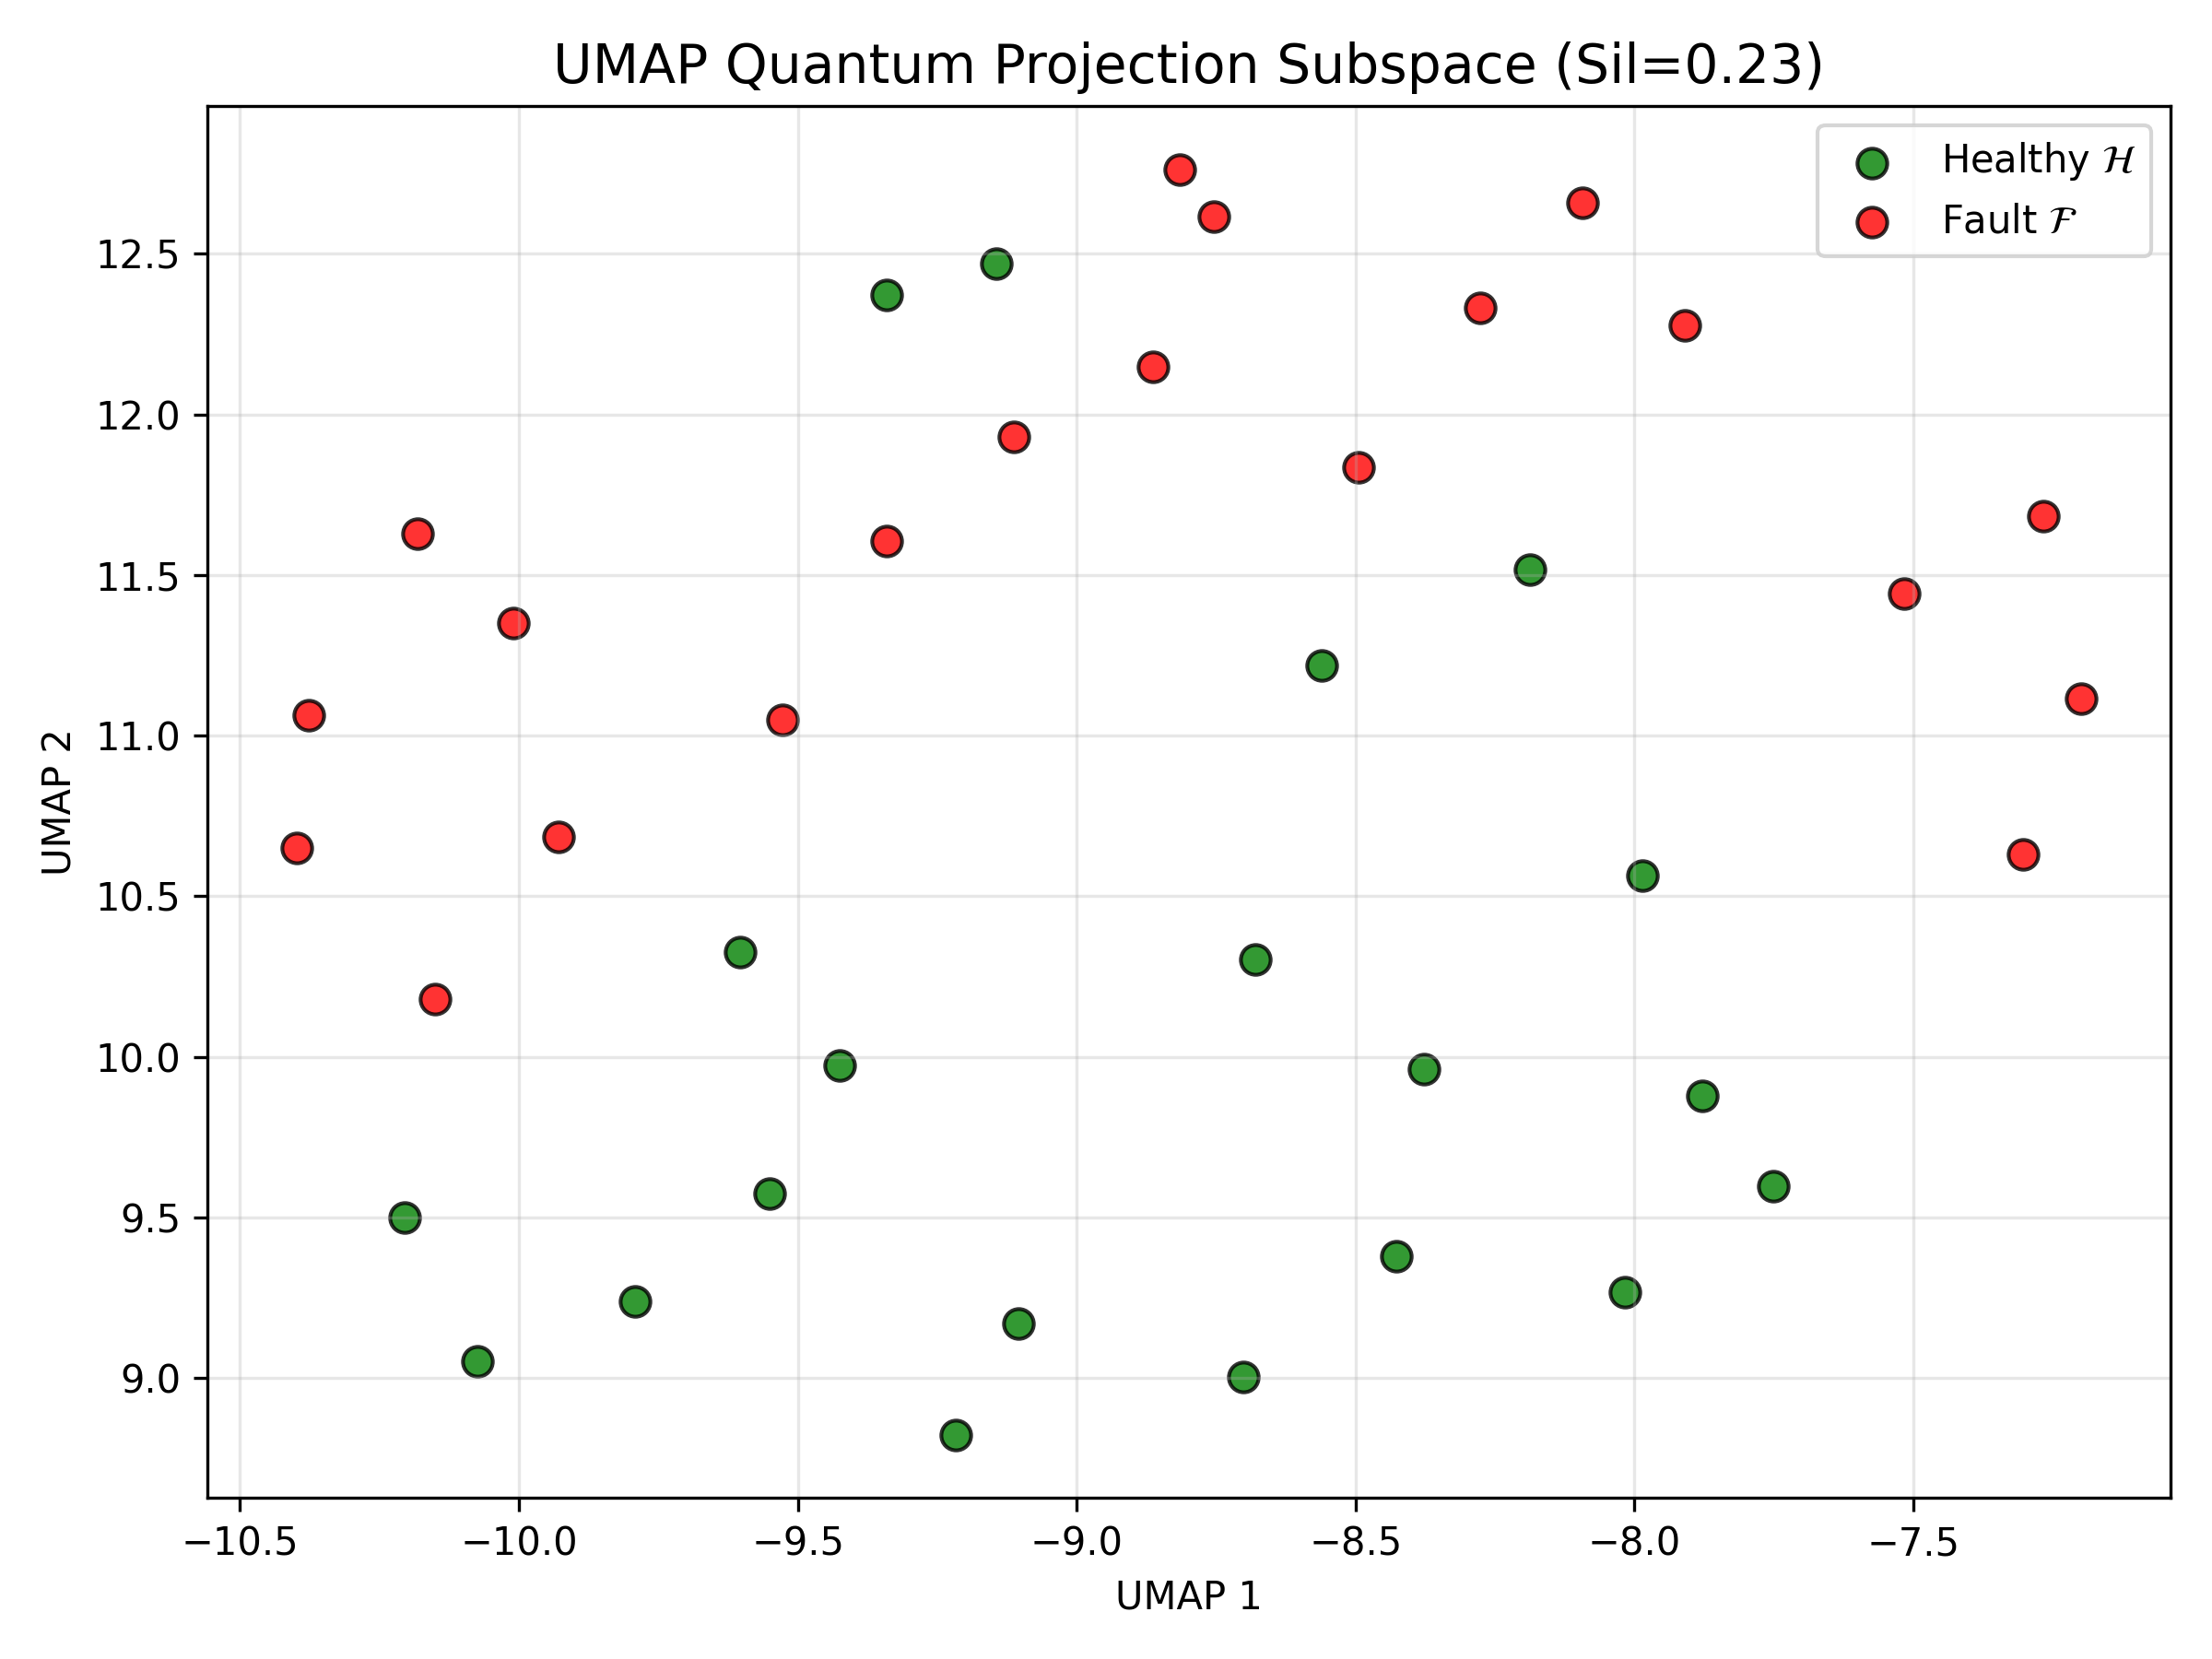 UMAP Quantum Projection Subspace (Sil=0.23)
Healthy ℋ
Fault ℱ
12.5
12.0
11.5
11.0
10.5
10.0
9.5
9.0
UMAP 2
−10.5 −10.0 −9.5 −9.0 −8.5 −8.0 −7.5
UMAP 1